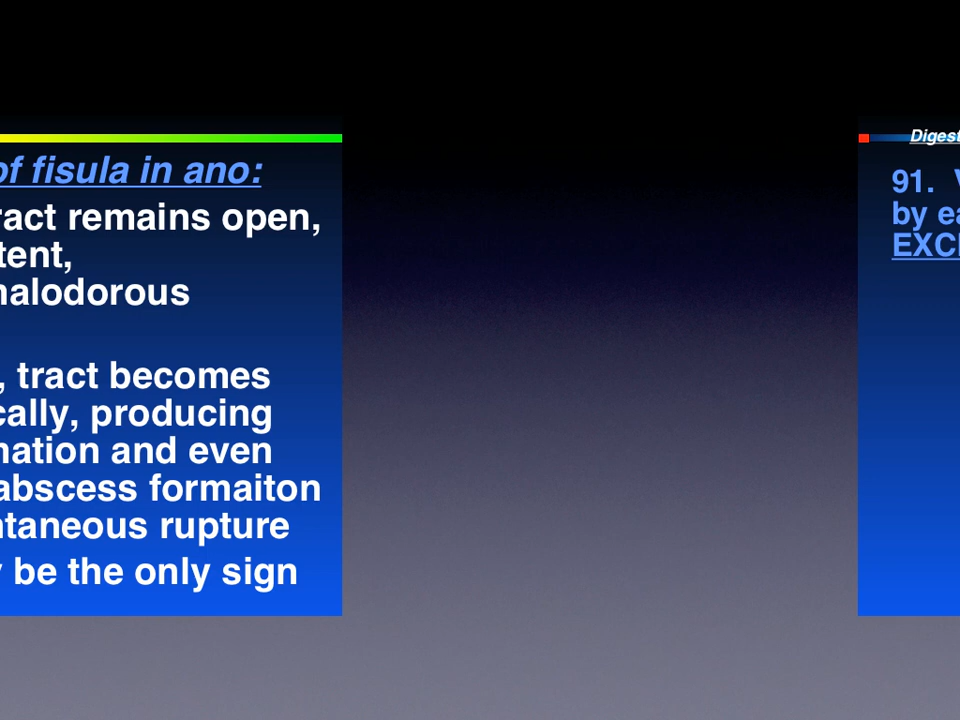 of fisula in ano:
ract remains open,
tent,
nalodorous
, tract becomes
cally, producing
nation and even
abscess formaiton
ntaneous rupture
be the only sign
Digest
91.
by ea
EXC